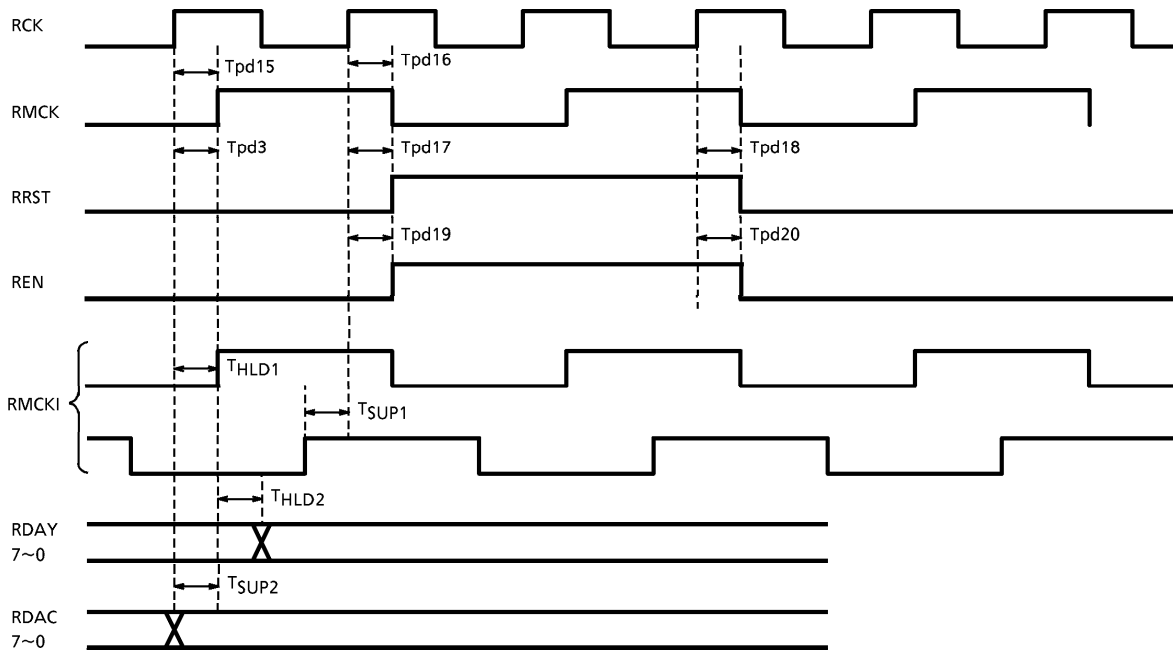 RCK
Tpd15
Tpd16
RMCK
Tpd3
Tpd17
Tpd18
RRST
Tpd19
Tpd20
REN
THLD1
RMCKI
TSUP1
THLD2
RDAY
7~0
TSUP2
RDAC
7~0